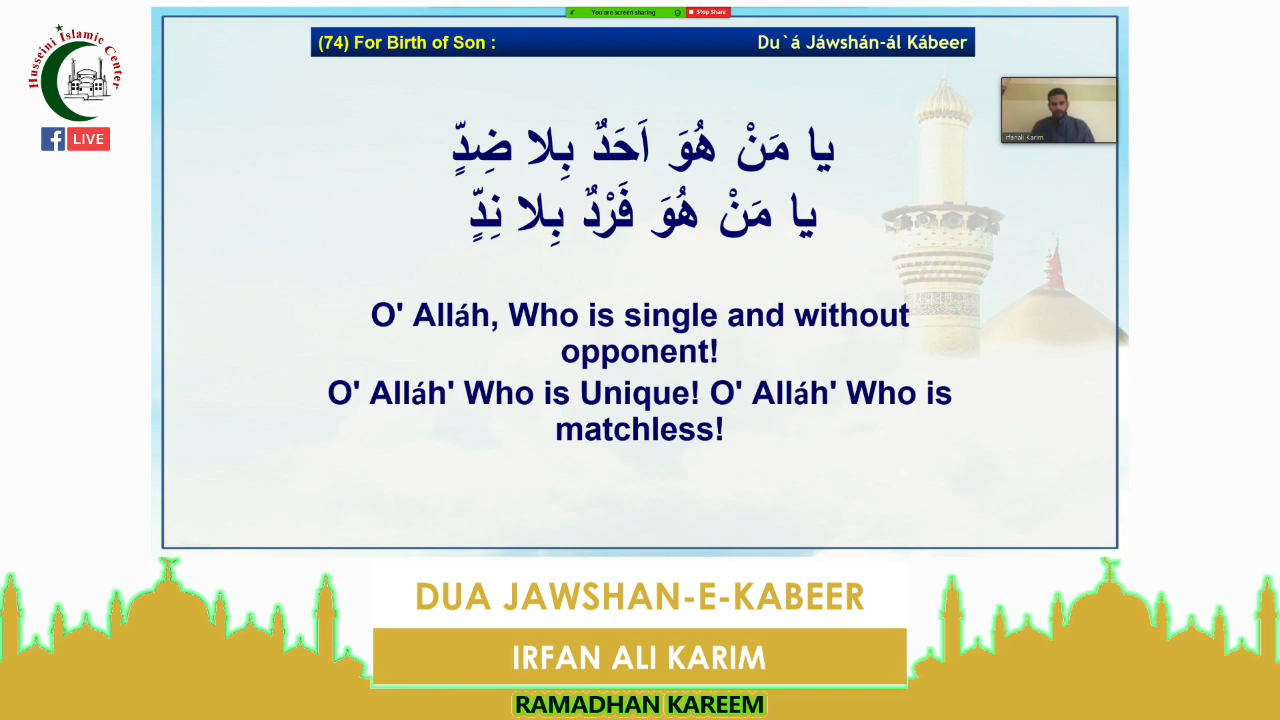 Husseini Islamic Center
LIVE
You are screen sharing
Stop Share
(74) For Birth of Son :
Du`á Jáwshán-ál Kábeer
rfanali Karim
يا مَنْ هُوَ اَحَدٌ بِلا ضِدٍّ
يا مَنْ هُوَ فَرْدٌ بِلا نِدٍّ
O' Alláh, Who is single and without
opponent!
O' Alláh' Who is Unique! O' Alláh' Who is
matchless!
DUA JAWSHAN-E-KABEER
IRFAN ALI KARIM
RAMADHAN KAREEM